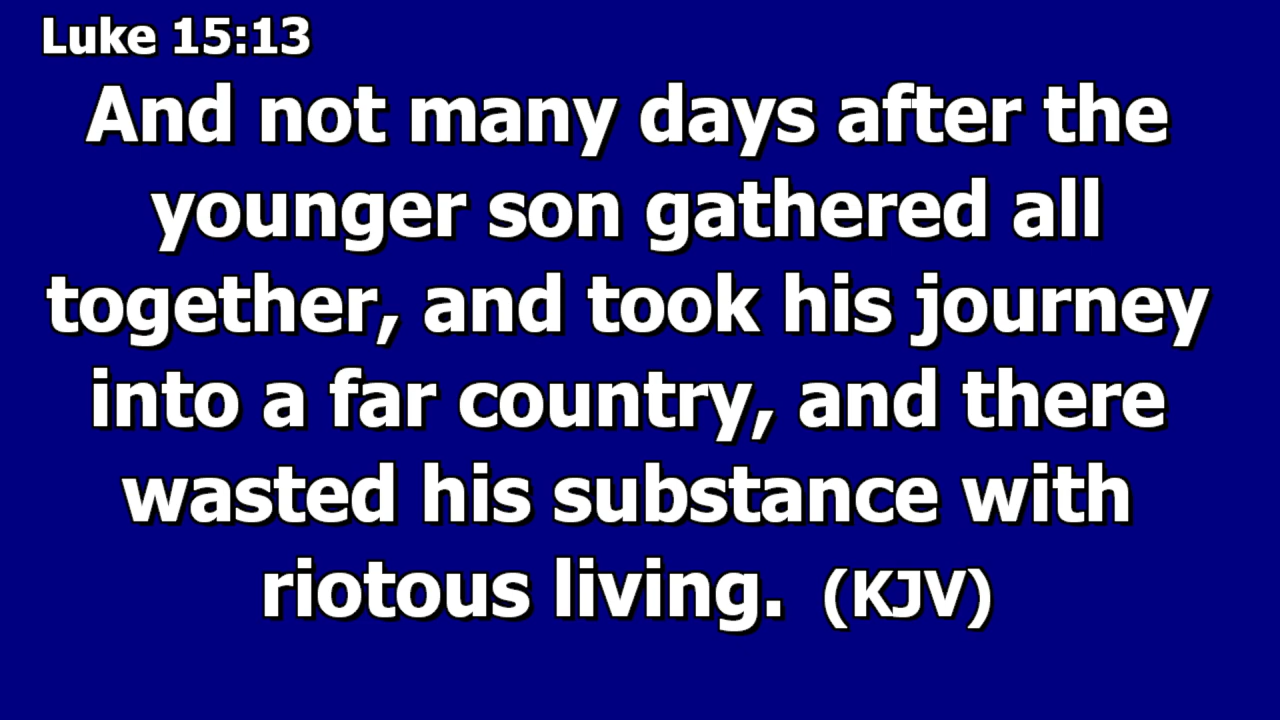 Luke 15:13
And not many days after the
younger son gathered all
together, and took his journey
into a far country, and there
wasted his substance with
riotous living. (KJV)